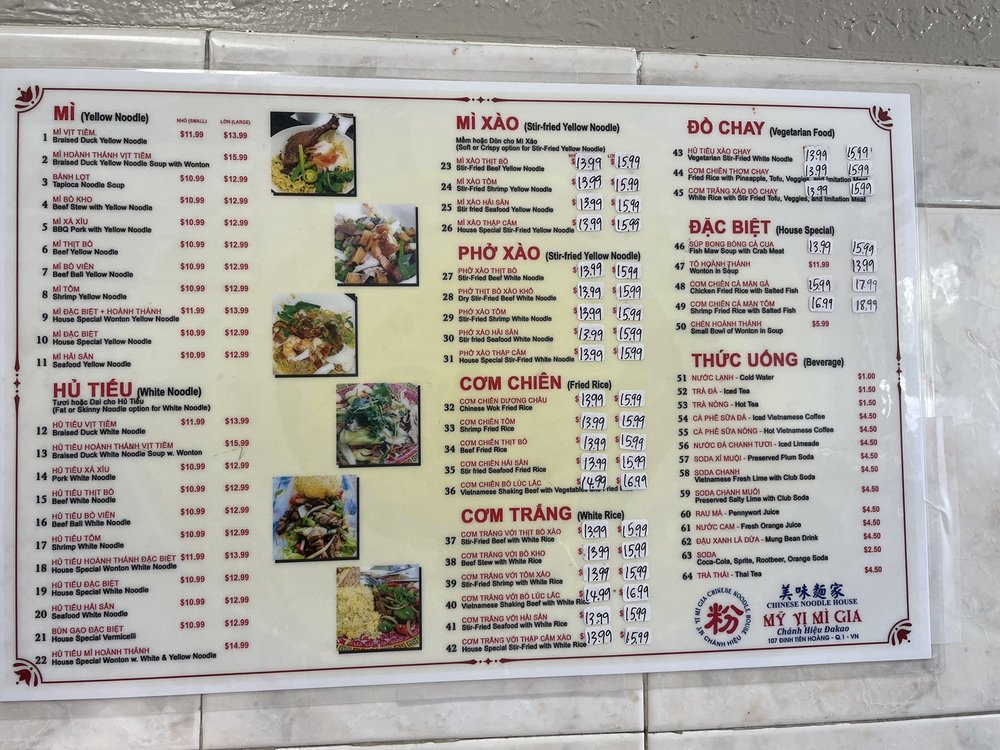 MÌ (Yellow Noodle)
NHỎ (SMALL) LỚN (LARGE)
1 MÌ VỊT TIỀM. $11.99 $13.99
Braised Duck Yellow Noodle
2 MÌ HOÀNH THÁNH VỊT TIỀM $15.99
Braised Duck Yellow Noodle Soup with Wonton
3 BÁNH LỌT $10.99 $12.99
Tapioca Noodle Soup
4 MÌ BÒ KHO $10.99 $12.99
Beef Stew with Yellow Noodle
5 MÌ XÁ XÍU $10.99 $12.99
BBQ Pork with Yellow Noodle
6 MÌ THỊT BÒ $10.99 $12.99
Beef Yellow Noodle
7 MÌ BÒ VIÊN $10.99 $12.99
Beef Ball Yellow Noodle
8 MÌ TÔM $10.99 $12.99
Shrimp Yellow Noodle
9 MÌ ĐẶC BIỆT + HOÀNH THÁNH $11.99 $13.99
House Special Wonton Yellow Noodle
10 MÌ ĐẶC BIỆT $10.99 $12.99
House Special Yellow Noodle
11 MÌ HẢI SẢN $10.99 $12.99
Seafood Yellow Noodle
HỦ TIẾU (White Noodle)
Tươi hoặc Dai cho Hủ Tiếu
(Fat or Skinny Noodle option for White Noodle)
12 HỦ TIẾU VỊT TIỀM $11.99 $13.99
Braised Duck White Noodle
13 HỦ TIẾU HOÀNH THÁNH VỊT TIỀM $15.99
Braised Duck White Noodle Soup w. Wonton
14 HỦ TIẾU XÁ XÍU $10.99 $12.99
Pork White Noodle
15 HỦ TIẾU THỊT BÒ $10.99 $12.99
Beef White Noodle
16 HỦ TIẾU BÒ VIÊN $10.99 $12.99
Beef Ball White Noodle
17 HỦ TIẾU TÔM $10.99 $12.99
Shrimp White Noodle
18 HỦ TIẾU HOÀNH THÁNH ĐẶC BIỆT $11.99 $13.99
House Special Wonton White Noodle
19 HỦ TIẾU ĐẶC BIỆT $10.99 $12.99
House Special White Noodle
20 HỦ TIẾU HẢI SẢN $10.99 $12.99
Seafood White Noodle
21 BÚN GẠO ĐẶC BIỆT $10.99 $12.99
House Special Vermicelli
22 HỦ TIẾU MÌ HOÀNH THÁNH $14.99
House Special Wonton w. White & Yellow Noodle
MÌ XÀO (Stir-fried Yellow Noodle)
Mềm hoặc Dòn cho Mì Xào
(Soft or Crispy option for Stir-Fried Yellow Noodle)
23 MÌ XÀO THỊT BÒ $13.99 $15.99
Stir-Fried Beef Yellow Noodle
24 MÌ XÀO TÔM $13.99 $15.99
Stir-Fried Shrimp Yellow Noodle
25 MÌ XÀO HẢI SẢN $13.99 $15.99
Stir fried Seafood Yellow Noodle
26 MÌ XÀO THẬP CẨM $13.99 $15.99
House Special Stir-Fried Yellow Noodle
PHỞ XÀO (Stir-fried Yellow Noodle)
27 PHỞ XÀO THỊT BÒ $13.99 $15.99
Stir-Fried Beef White Noodle
28 PHỞ THỊT BÒ XÀO KHÔ $13.99 $15.99
Dry Stir-Fried Beef White Noodle
29 PHỞ XÀO TÔM $13.99 $15.99
Stir-Fried Shrimp White Noodle
30 PHỞ XÀO HẢI SẢN $13.99 $15.99
Stir fried Seafood White Noodle
31 PHỞ XÀO THẬP CẨM $13.99 $15.99
House Special Stir-Fried White Noodle
CƠM CHIÊN (Fried Rice)
32 CƠM CHIÊN DƯƠNG CHÂU $13.99 $15.99
Chinese Wok Fried Rice
33 CƠM CHIÊN TÔM $13.99 $15.99
Shrimp Fried Rice
34 CƠM CHIÊN THỊT BÒ $13.99 $15.99
Beef Fried Rice
35 CƠM CHIÊN HẢI SẢN $13.99 $15.99
Stir fried Seafood Fried Rice
36 CƠM CHIÊN BÒ LÚC LẮC $14.99 $16.99
Vietnamese Shaking Beef with Vegetables
CƠM TRẮNG (White Rice)
37 CƠM TRẮNG VỚI THỊT BÒ XÀO $13.99 $15.99
Stir-Fried Beef with White Rice
38 CƠM TRẮNG VỚI BÒ KHO $13.99 $15.99
Beef Stew with White Rice
39 CƠM TRẮNG VỚI TÔM XÀO $13.99 $15.99
Stir-Fried Shrimp with White Rice
40 CƠM TRẮNG VỚI BÒ LÚC LẮC $14.99 $16.99
Vietnamese Shaking Beef with White Rice
41 CƠM TRẮNG VỚI HẢI SẢN $13.99 $15.99
Stir-Fried Seafood with White Rice
42 CƠM TRẮNG VỚI THẬP CẨM XÀO $13.99 $15.99
House Special Stir-Fried with White Rice
ĐỒ CHAY (Vegetarian Food)
43 HỦ TIẾU XÀO CHAY 13.99 15.99
Vegetarian Stir-Fried White Noodle
44 CƠM CHIÊN THƠM CHAY 13.99 15.99
Fried Rice with Pineapple, Tofu, Veggies, and Imitation Meat
45 CƠM TRẮNG XÀO ĐỒ CHAY 13.99 15.99
White Rice with Stir Fried Tofu, Veggies, and Imitation Meat
ĐẶC BIỆT (House Special)
46 SÚP BONG BÓNG CÁ CUA 13.99 15.99
Fish Maw Soup with Crab Meat
47 TÔ HOÀNH THÁNH $11.99 13.99
Wonton in Soup
48 CƠM CHIÊN CÁ MẶN GÀ 15.99 17.99
Chicken Fried Rice with Salted Fish
49 CƠM CHIÊN CÁ MẶN TÔM 16.99 18.99
Shrimp Fried Rice with Salted Fish
50 CHÉN HOÀNH THÁNH $5.99
Small Bowl of Wonton in Soup
THỨC UỐNG (Beverage)
51 NƯỚC LẠNH - Cold Water $1.00
52 TRÀ ĐÁ - Iced Tea $1.50
53 TRÀ NÓNG - Hot Tea $1.50
54 CÀ PHÊ SỮA ĐÁ - Iced Vietnamese Coffee $4.50
55 CÀ PHÊ SỮA NÓNG - Hot Vietnamese Coffee $4.50
56 NƯỚC ĐÁ CHANH TƯƠI - Iced Limeade $4.50
57 SODA XÍ MUỘI - Preserved Plum Soda $4.50
58 SODA CHANH $4.50
Vietnamese Fresh Lime with Club Soda
59 SODA CHANH MUỐI $4.50
Preserved Salty Lime with Club Soda
60 RAU MÁ - Pennywort Juice $4.50
61 NƯỚC CAM - Fresh Orange Juice $4.50
62 ĐẬU XANH LÁ DỨA - Mung Bean Drink $4.50
63 SODA $2.50
Coca-Cola, Sprite, Rootbeer, Orange Soda
64 TRÀ THÁI - Thai Tea $4.50
粉
MỸ VỊ MÌ GIA CHINESE NOODLE HOUSE
CHÁNH HIỆU
美味麵家
CHINESE NOODLE HOUSE
MỸ VỊ MÌ GIA
Chánh Hiệu Đakao
107 ĐINH TIÊN HOÀNG - Q.1 - VN